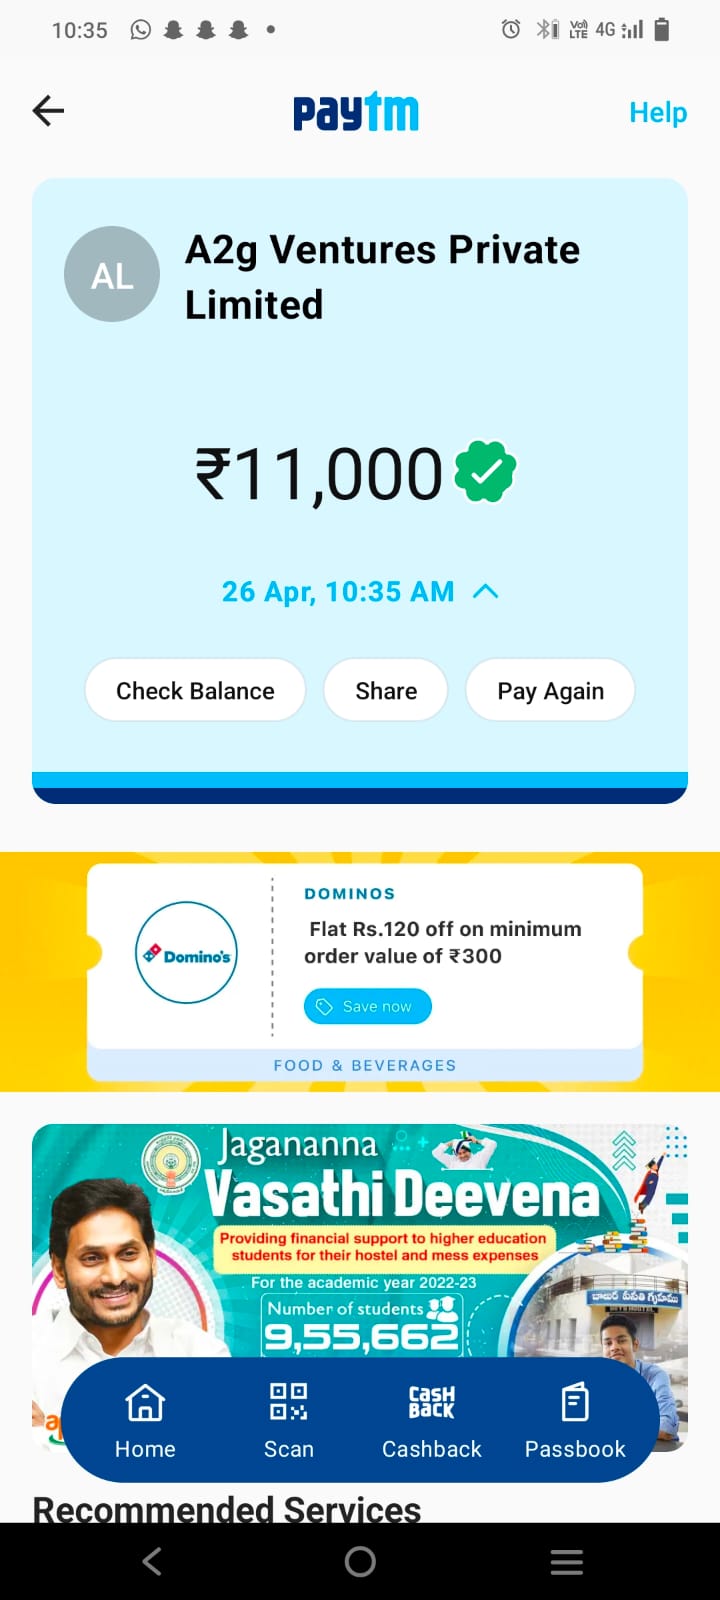 10:35
Vo)) LTE 4G
paytm
Help
AL
A2g Ventures Private
Limited
₹11,000
26 Apr, 10:35 AM
Check Balance
Share
Pay Again
DOMINOS
Domino's
Flat Rs.120 off on minimum
order value of ₹300
Save now
FOOD & BEVERAGES
Jagananna
Vasathi Deevena
Providing financial support to higher education
students for their hostel and mess expenses
For the academic year 2022-23
Number of students
9,55,662
Home
Scan
CASH BACK
Cashback
Passbook
Recommended Services